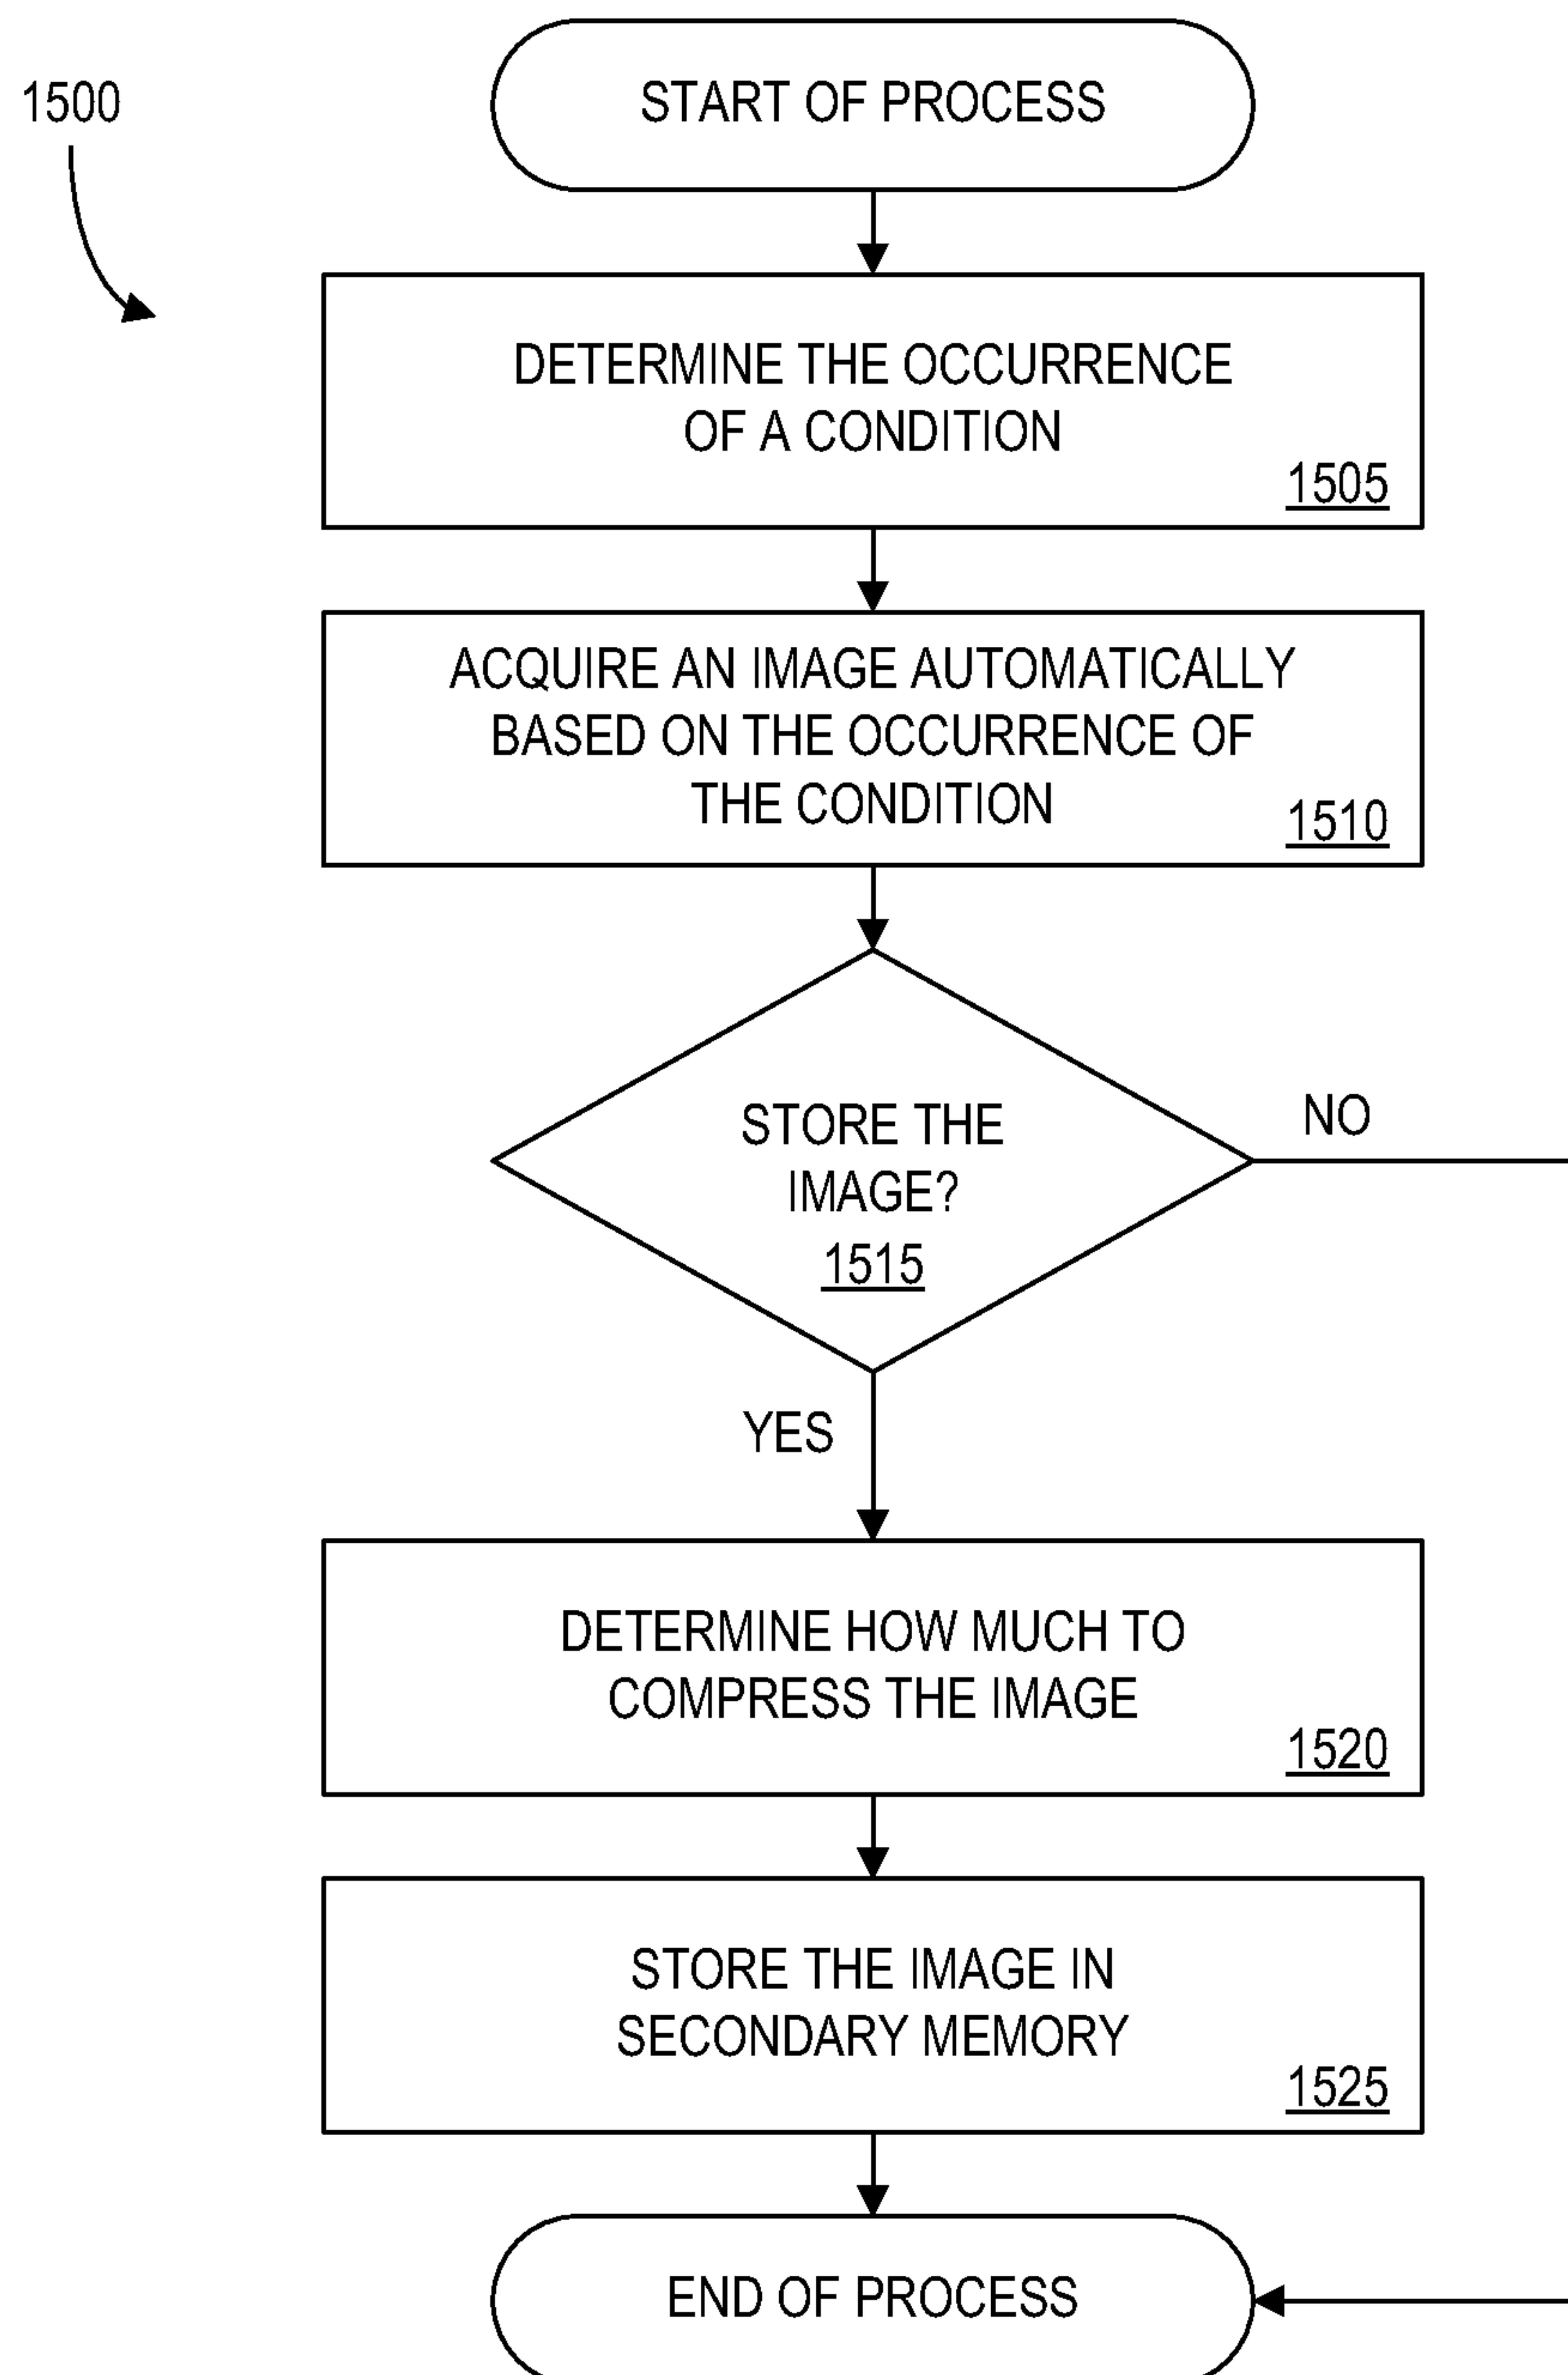 1500
START OF PROCESS
DETERMINE THE OCCURRENCE
OF A CONDITION
1505
ACQUIRE AN IMAGE AUTOMATICALLY
BASED ON THE OCCURRENCE OF
THE CONDITION
1510
STORE THE
IMAGE?
1515
NO
YES
DETERMINE HOW MUCH TO
COMPRESS THE IMAGE
1520
STORE THE IMAGE IN
SECONDARY MEMORY
1525
END OF PROCESS